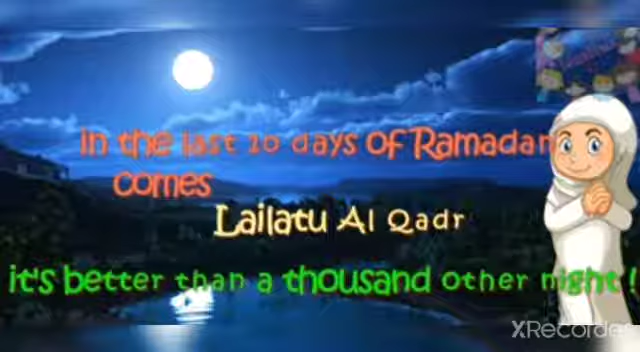 in the last 10 days of Ramadan
comes
Lailatu Al Qadr
it's better than a thousand other night !
XRecorder